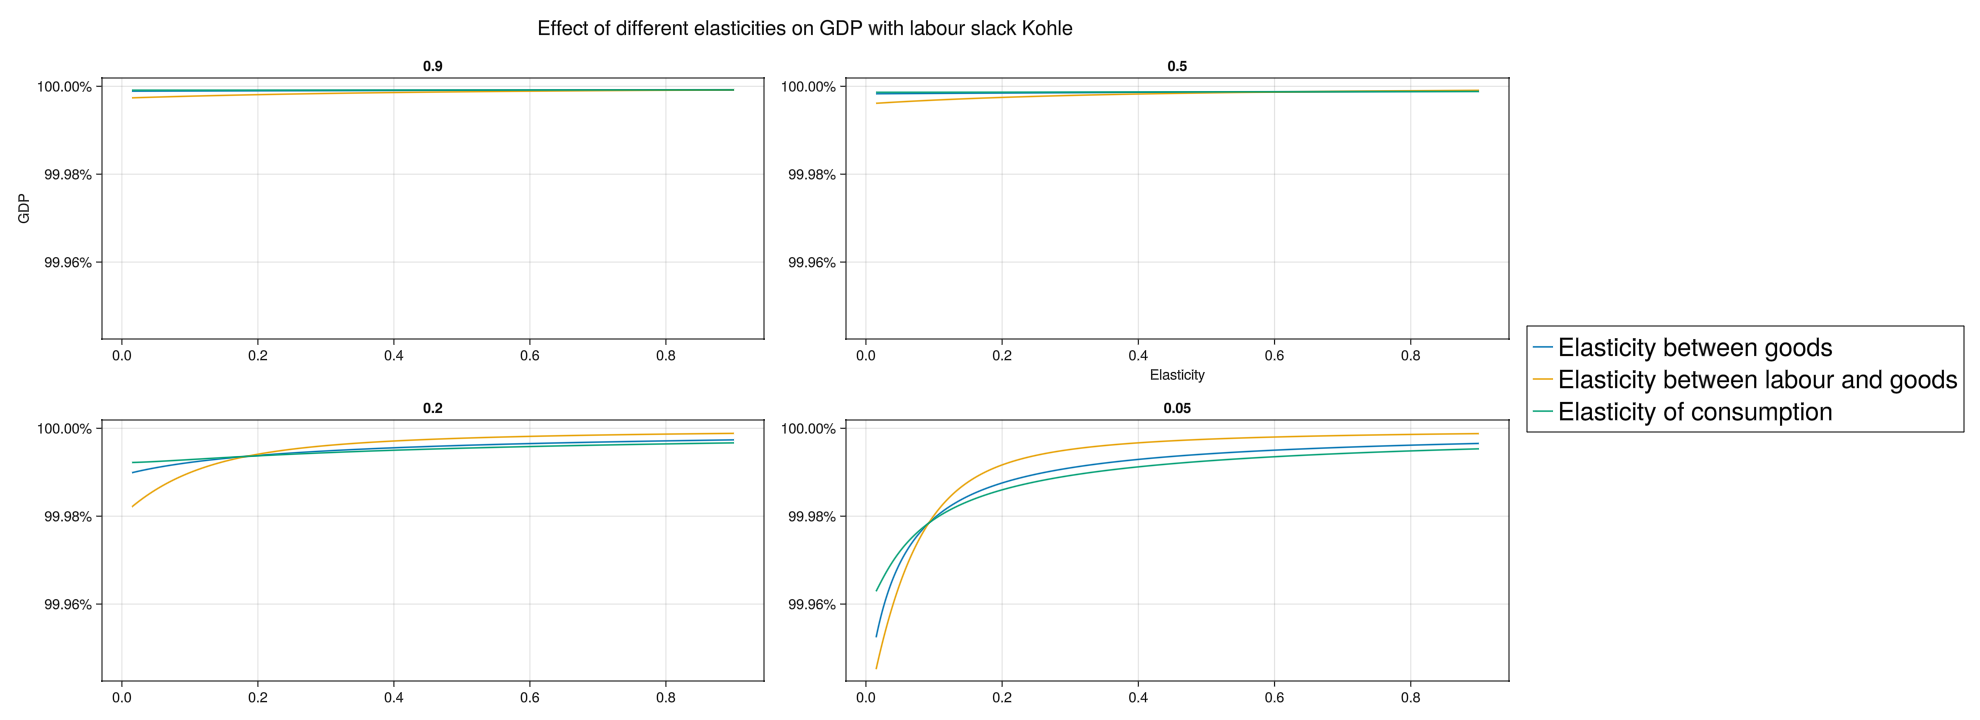 Effect of different elasticities on GDP with labour slack Kohle
0.9
100.00%
99.98%
99.96%
GDP
0.0 0.2 0.4 0.6 0.8
0.5
100.00%
99.98%
99.96%
0.0 0.2 0.4 0.6 0.8
Elasticity
0.2
100.00%
99.98%
99.96%
0.0 0.2 0.4 0.6 0.8
0.05
100.00%
99.98%
99.96%
0.0 0.2 0.4 0.6 0.8
Elasticity between goods
Elasticity between labour and goods
Elasticity of consumption